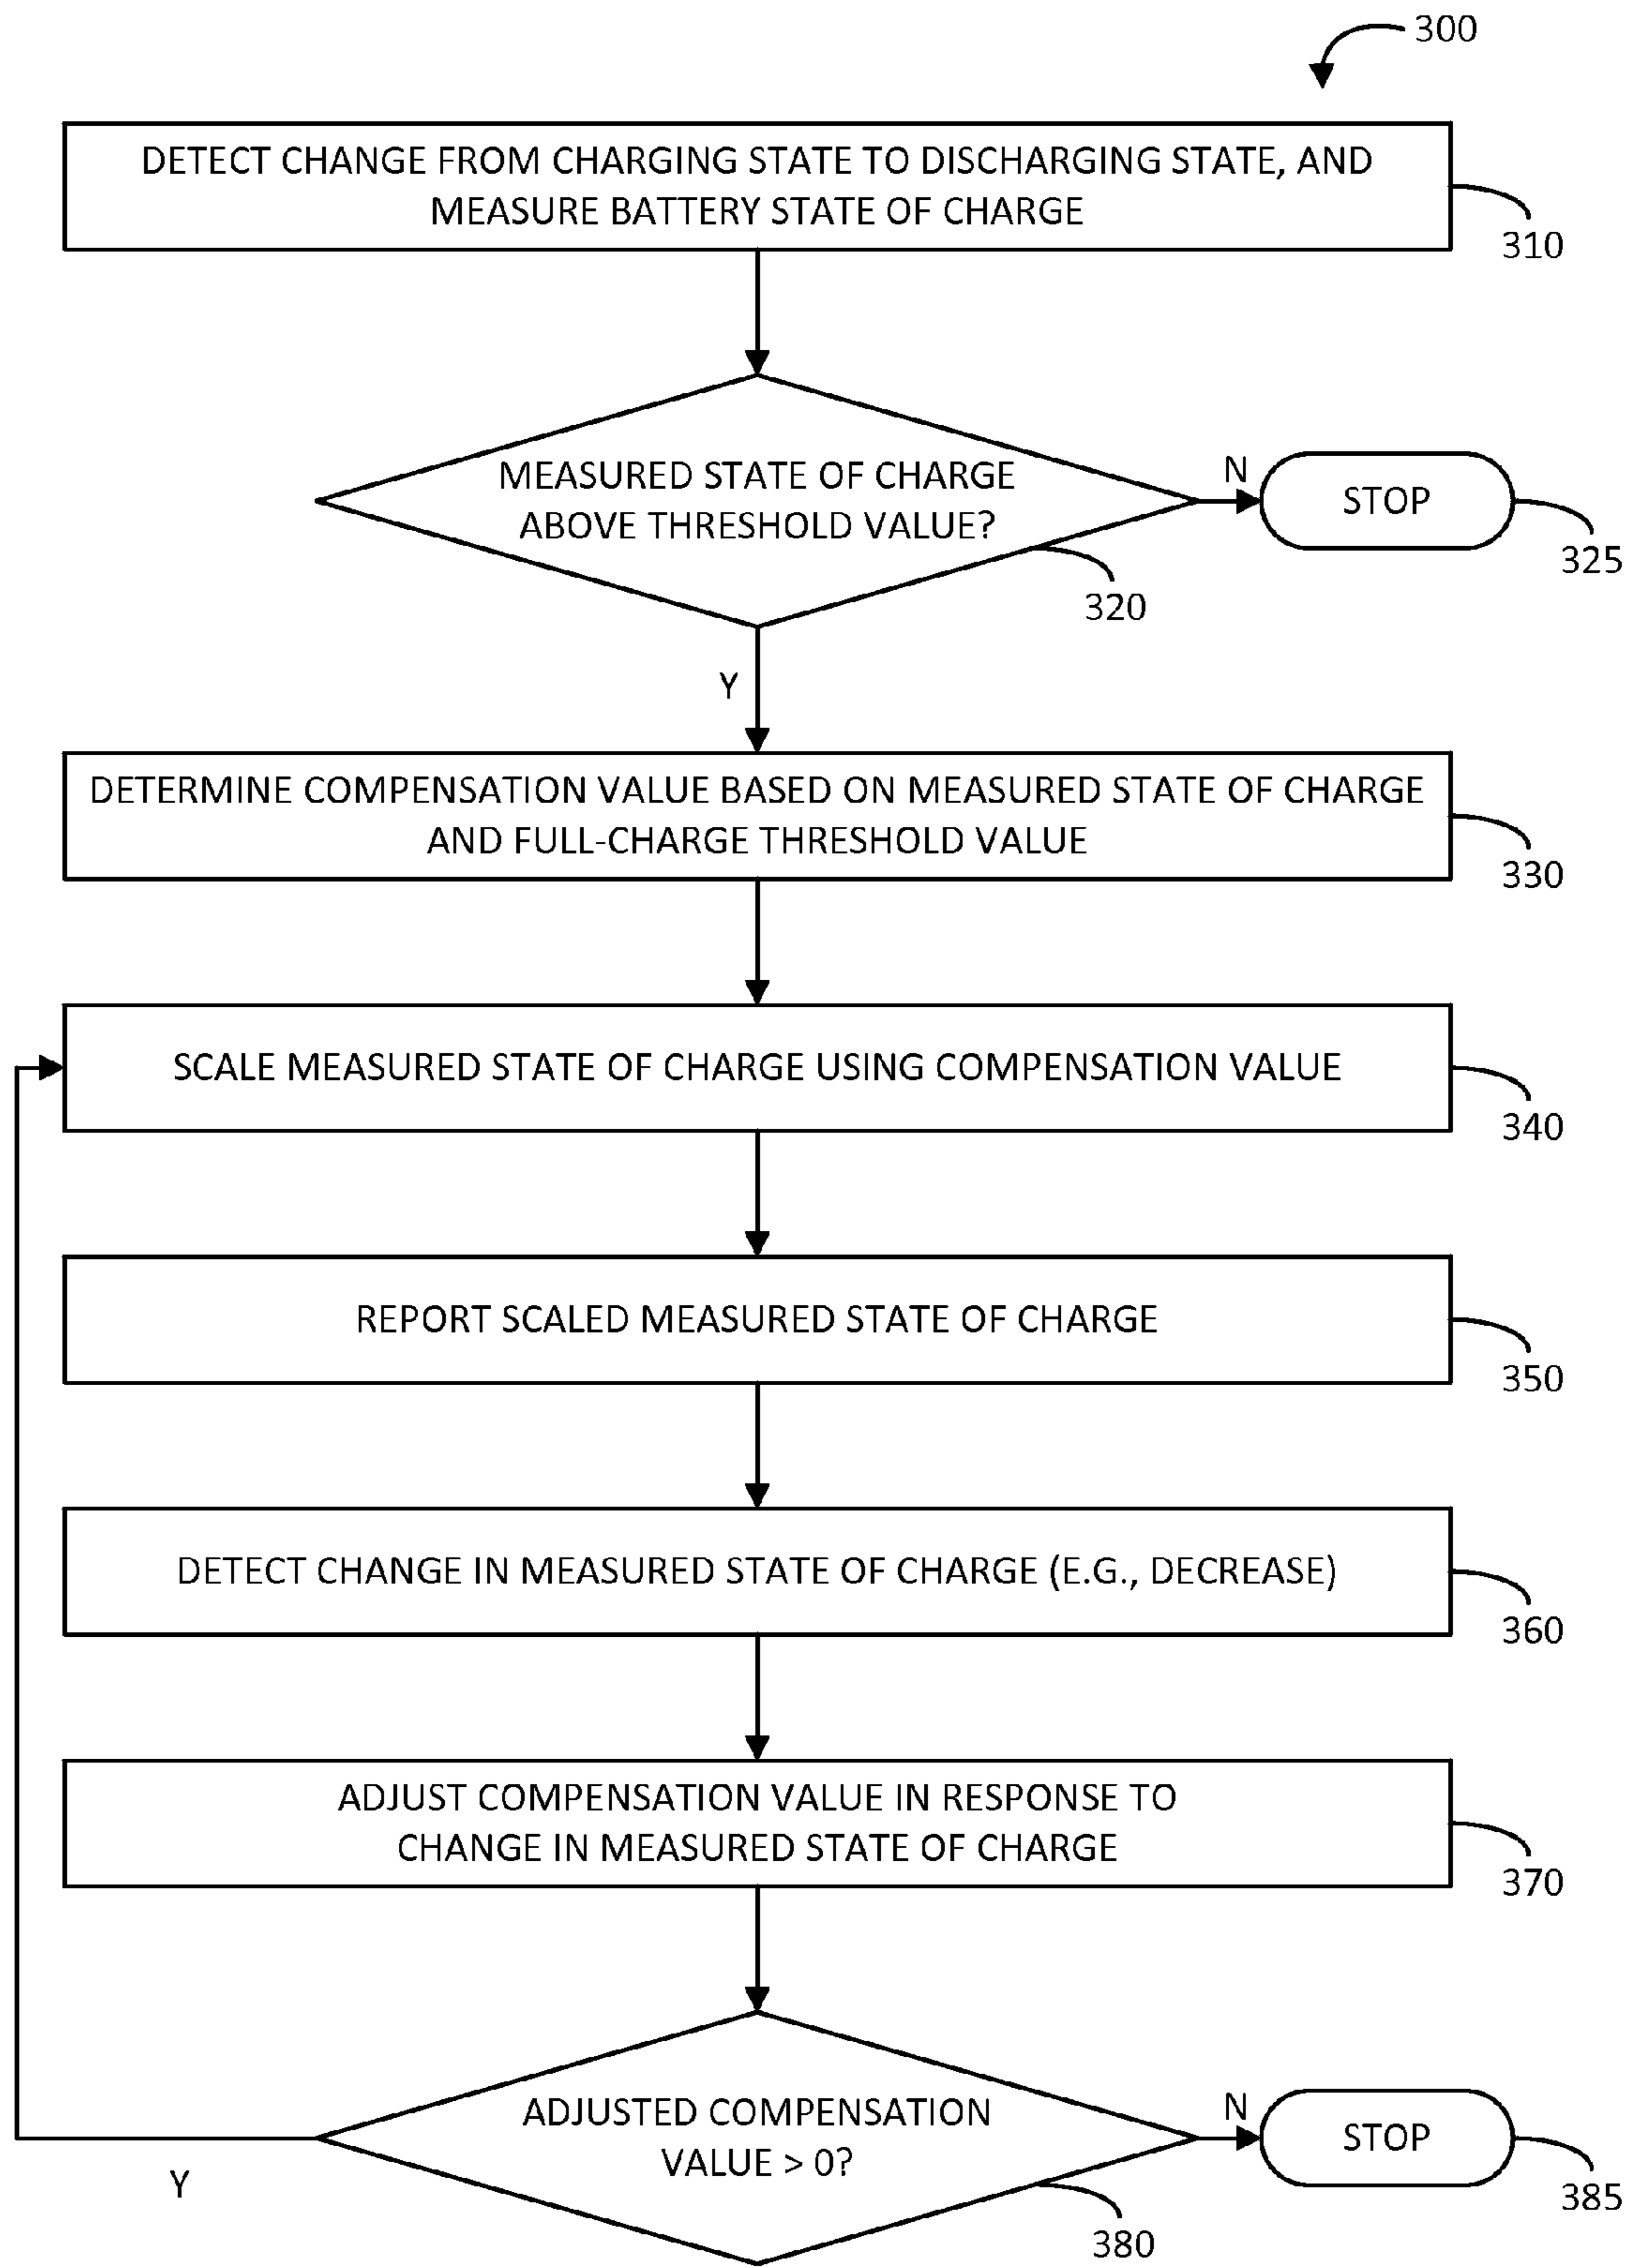 300
DETECT CHANGE FROM CHARGING STATE TO DISCHARGING STATE, AND
MEASURE BATTERY STATE OF CHARGE
310
MEASURED STATE OF CHARGE
ABOVE THRESHOLD VALUE?
320
N
STOP
325
Y
DETERMINE COMPENSATION VALUE BASED ON MEASURED STATE OF CHARGE
AND FULL-CHARGE THRESHOLD VALUE
330
SCALE MEASURED STATE OF CHARGE USING COMPENSATION VALUE
340
REPORT SCALED MEASURED STATE OF CHARGE
350
DETECT CHANGE IN MEASURED STATE OF CHARGE (E.G., DECREASE)
360
ADJUST COMPENSATION VALUE IN RESPONSE TO
CHANGE IN MEASURED STATE OF CHARGE
370
ADJUSTED COMPENSATION
VALUE > 0?
380
N
STOP
385
Y